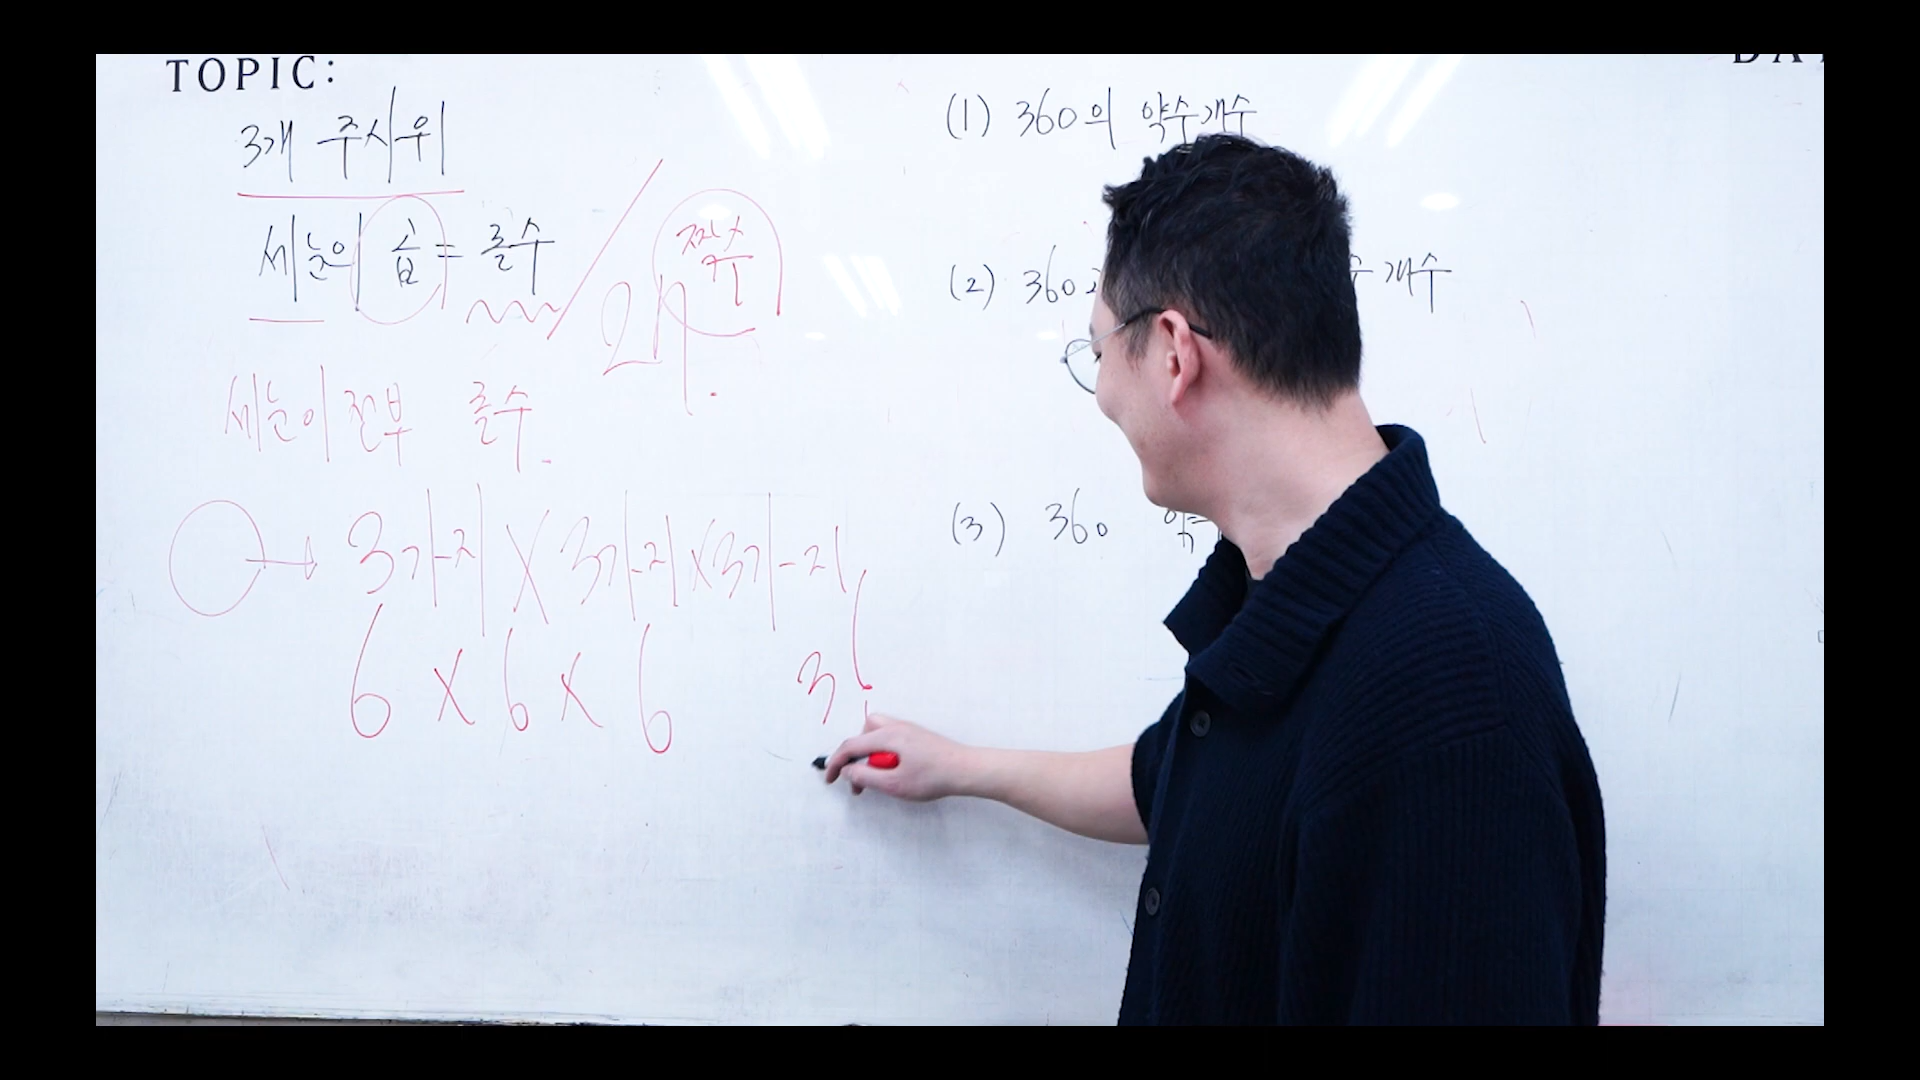 TOPIC:
3개 주사위
세눈의 합 = 홀수
짝수
세눈이 전부 홀수.
→ 3가지 × 3가지 × 3가지
6 × 6 × 6
3
(1) 360의 약수개수
(2) 360 개수
(3) 360